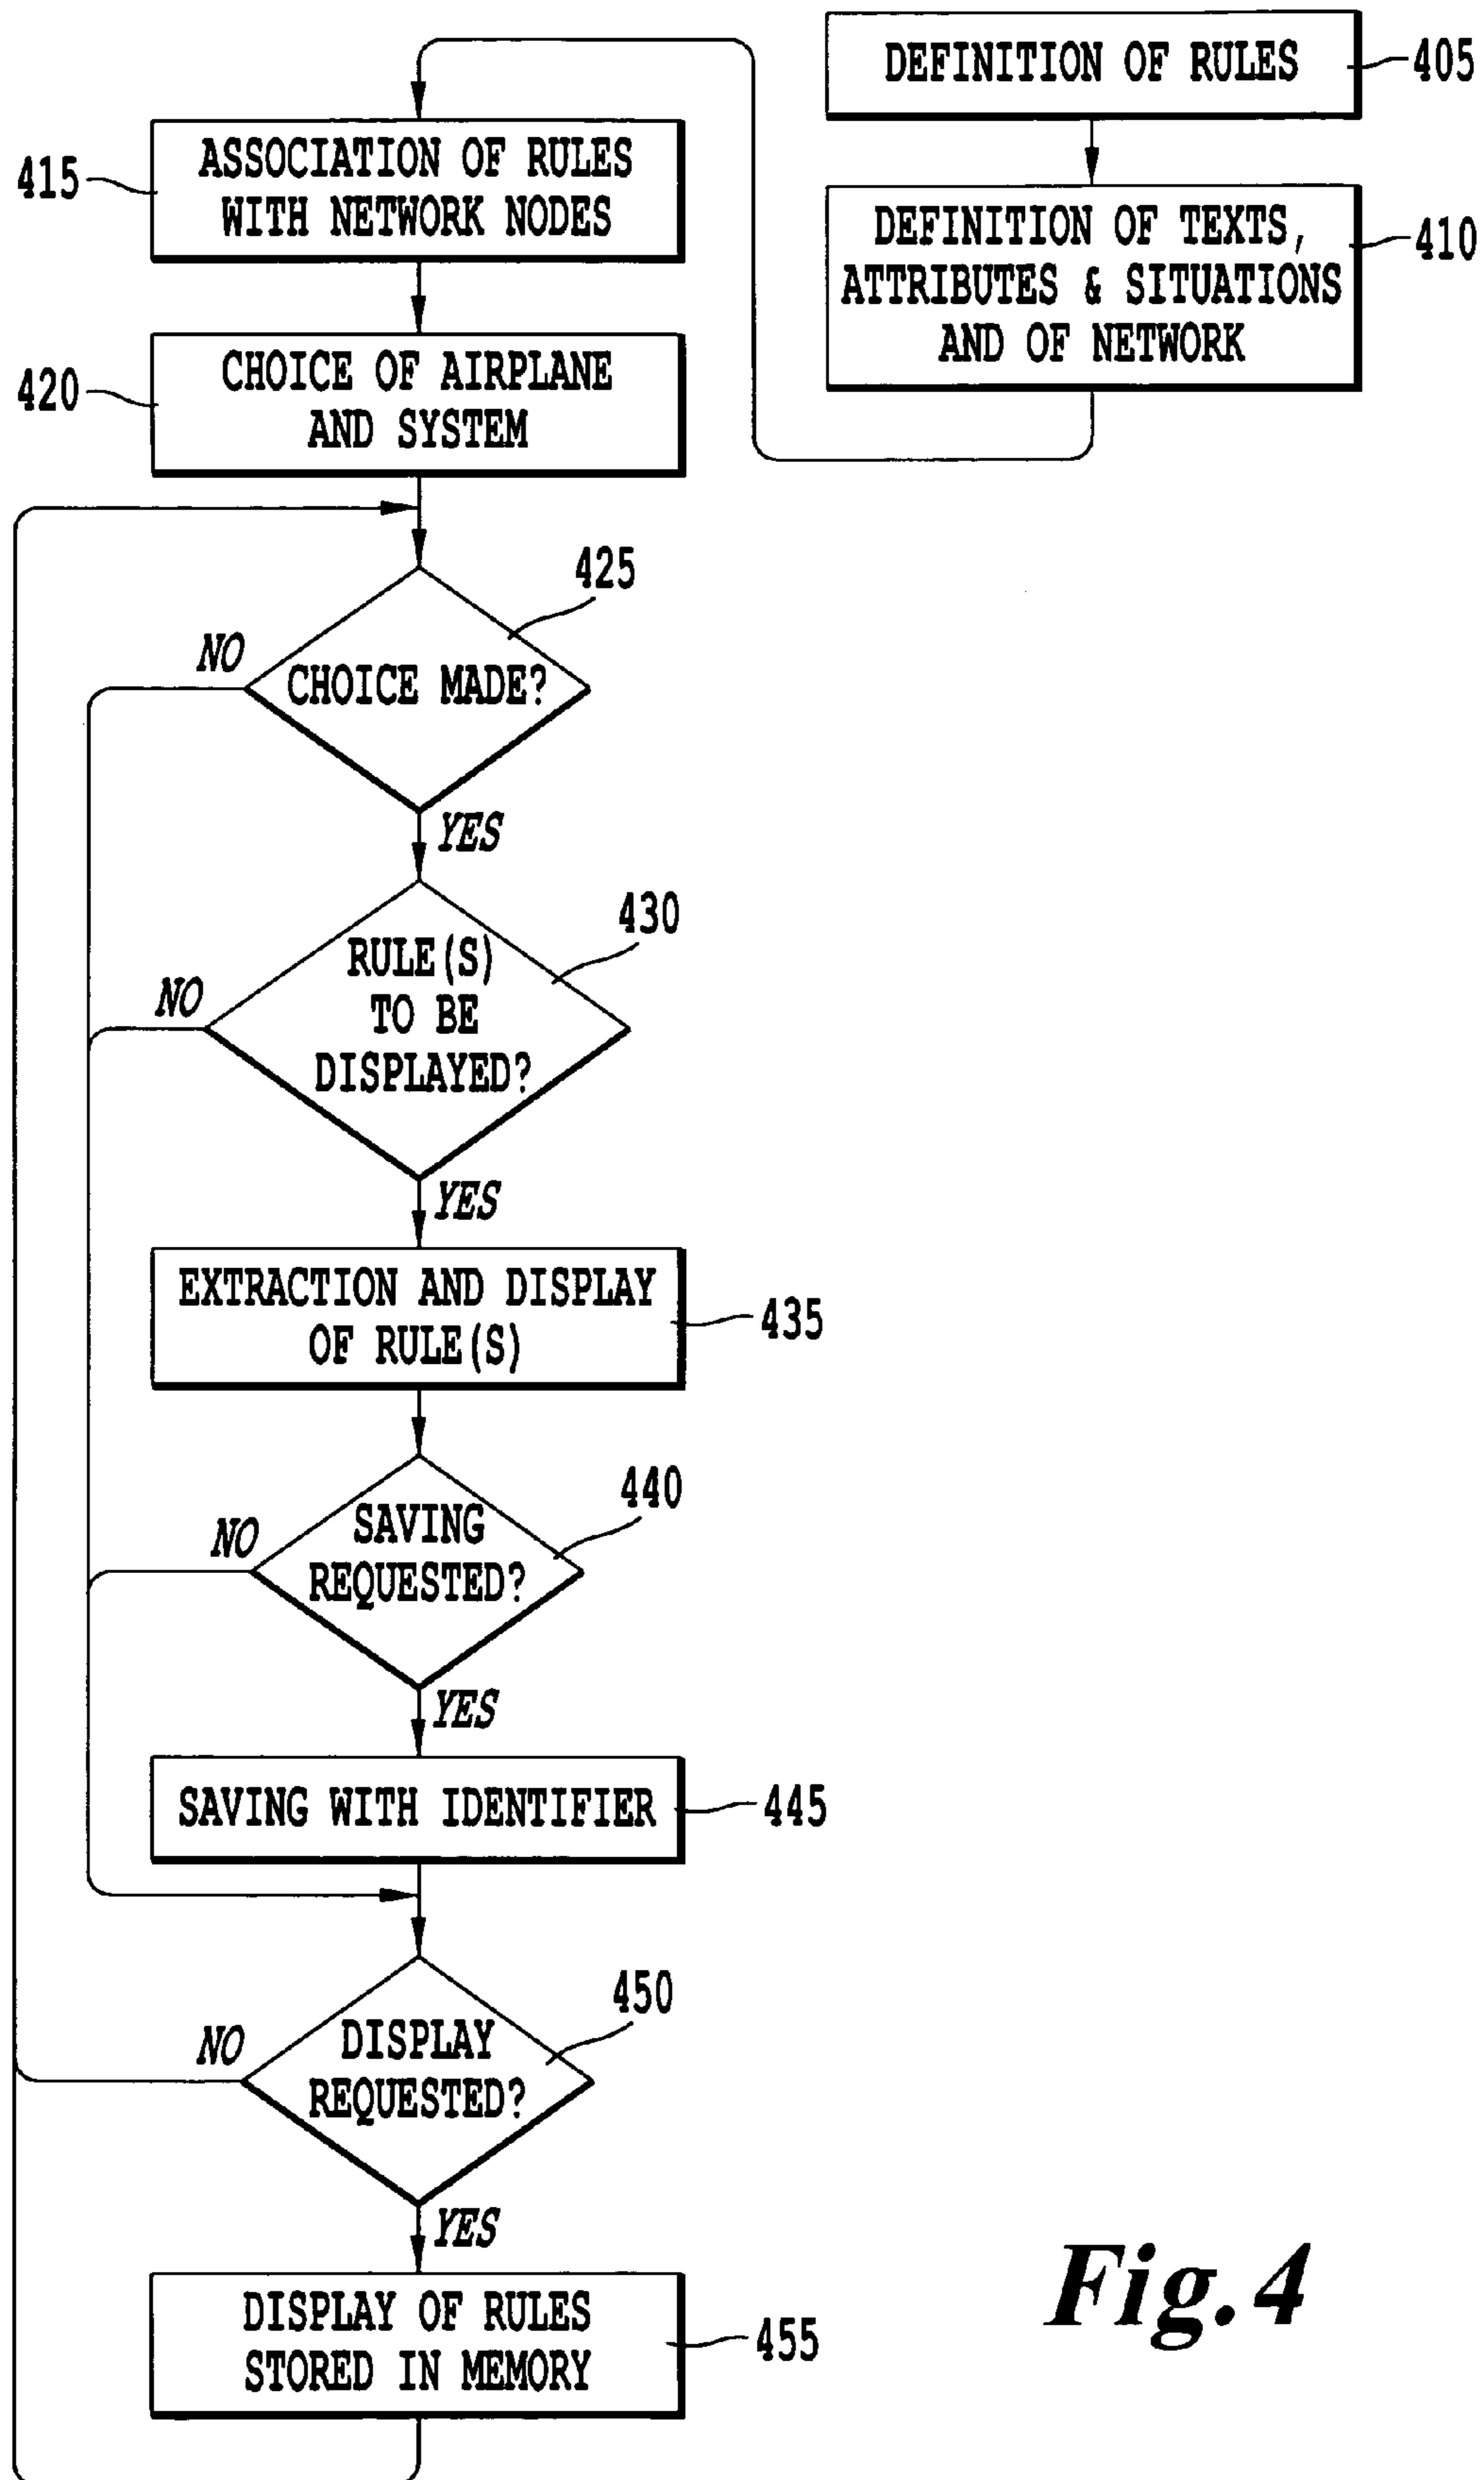 DEFINITION OF RULES
405
DEFINITION OF TEXTS,
ATTRIBUTES & SITUATIONS
AND OF NETWORK
410
ASSOCIATION OF RULES
WITH NETWORK NODES
415
CHOICE OF AIRPLANE
AND SYSTEM
420
425
NO
CHOICE MADE?
YES
430
RULE(S)
TO BE
DISPLAYED?
NO
YES
EXTRACTION AND DISPLAY
OF RULE(S)
435
440
SAVING
REQUESTED?
NO
YES
SAVING WITH IDENTIFIER
445
450
DISPLAY
REQUESTED?
NO
YES
DISPLAY OF RULES
STORED IN MEMORY
455
Fig.4